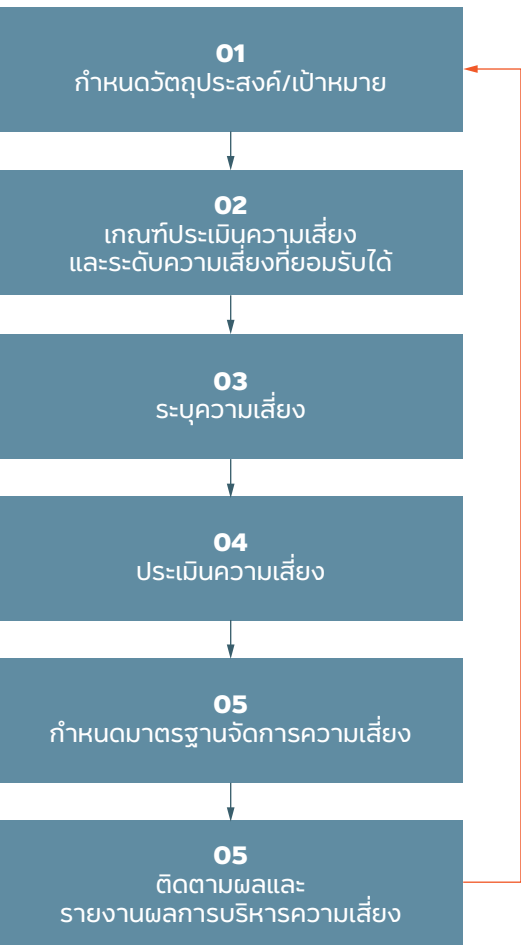 01
กำหนดวัตถุประสงค์/เป้าหมาย
02
เกณฑ์ประเมินความเสี่ยง
และระดับความเสี่ยงที่ยอมรับได้
03
ระบุความเสี่ยง
04
ประเมินความเสี่ยง
05
กำหนดมาตรฐานจัดการความเสี่ยง
05
ติดตามผลและ
รายงานผลการบริหารความเสี่ยง